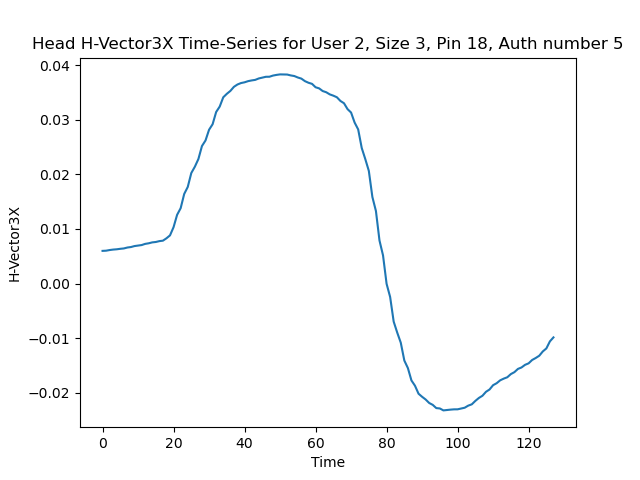 Head H-Vector3X Time-Series for User 2, Size 3, Pin 18, Auth number 5
0.04
0.03
0.02
0.01
0.00
−0.01
−0.02
H-Vector3X
0 20 40 60 80 100 120
Time